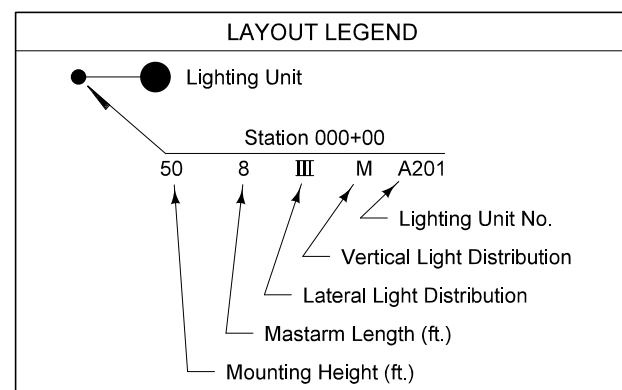 LAYOUT LEGEND
Lighting Unit
Station 000+00
50 8 III M A201
Lighting Unit No.
Vertical Light Distribution
Lateral Light Distribution
Mastarm Length (ft.)
Mounting Height (ft.)